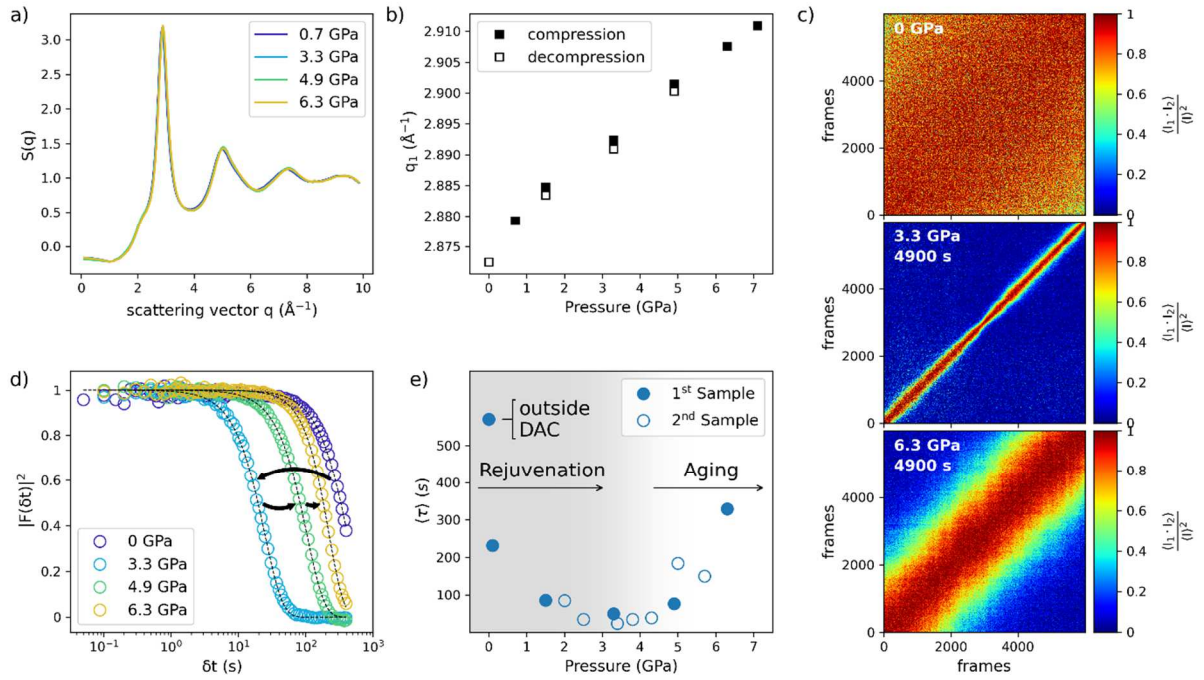 a)
3.0
2.5
2.0
1.5
1.0
0.5
0.0
S(q)
0.7 GPa
3.3 GPa
4.9 GPa
6.3 GPa
0 2 4 6 8 10
scattering vector q (Å⁻¹)
b)
2.910
2.905
2.900
2.895
2.890
2.885
2.880
2.875
q₁ (Å⁻¹)
compression
decompression
0 1 2 3 4 5 6 7
Pressure (GPa)
c)
0 GPa
4000
2000
0
frames
1
0.8
0.6
0.4
0.2
0
⟨I₁ · I₂⟩
⟨I⟩²
3.3 GPa
4900 s
4000
2000
0
frames
1
0.8
0.6
0.4
0.2
0
⟨I₁ · I₂⟩
⟨I⟩²
6.3 GPa
4900 s
4000
2000
0
frames
0 2000 4000
frames
1
0.8
0.6
0.4
0.2
0
⟨I₁ · I₂⟩
⟨I⟩²
d)
1
0.8
0.6
0.4
0.2
0
|F(δt)|²
0 GPa
3.3 GPa
4.9 GPa
6.3 GPa
10⁻¹ 10⁰ 10¹ 10² 10³
δt (s)
e)
500
400
300
200
100
⟨τ⟩ (s)
outside
DAC
1ˢᵗ Sample
2ⁿᵈ Sample
Rejuvenation
Aging
0 1 2 3 4 5 6 7
Pressure (GPa)